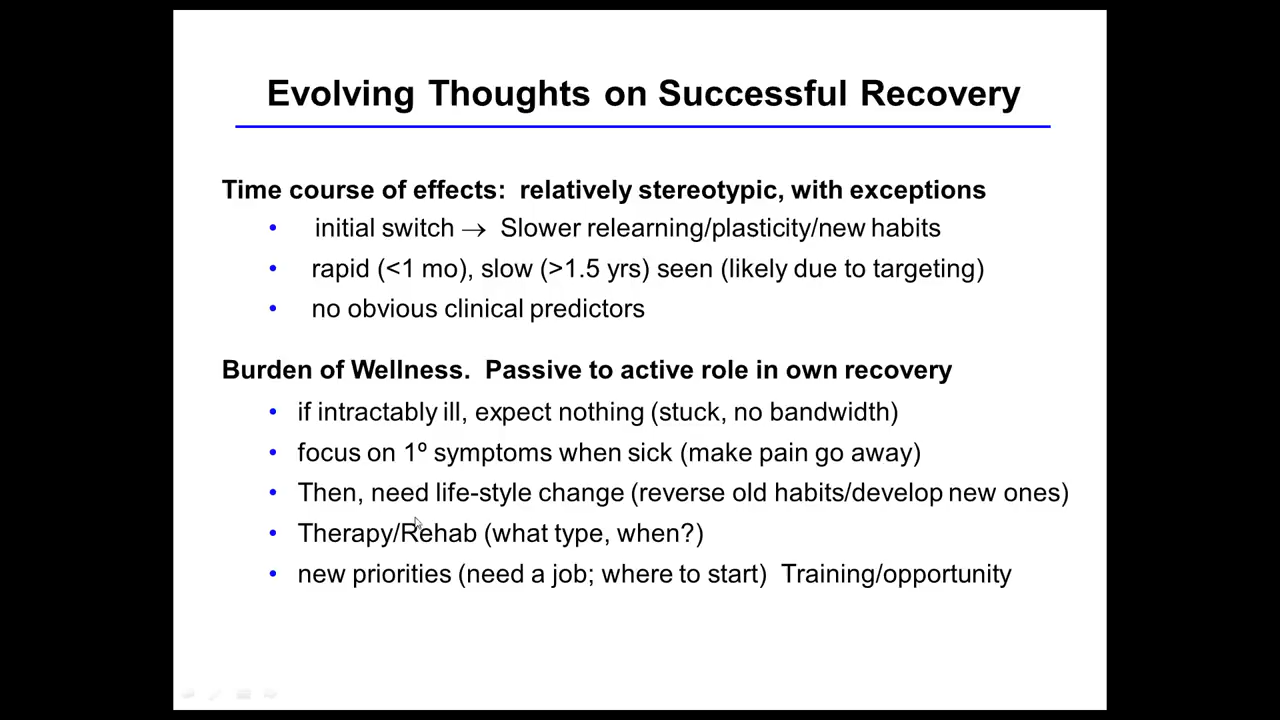 Evolving Thoughts on Successful Recovery
Time course of effects: relatively stereotypic, with exceptions
• initial switch → Slower relearning/plasticity/new habits
• rapid (<1 mo), slow (>1.5 yrs) seen (likely due to targeting)
• no obvious clinical predictors
Burden of Wellness. Passive to active role in own recovery
• if intractably ill, expect nothing (stuck, no bandwidth)
• focus on 1º symptoms when sick (make pain go away)
• Then, need life-style change (reverse old habits/develop new ones)
• Therapy/Rehab (what type, when?)
• new priorities (need a job; where to start) Training/opportunity